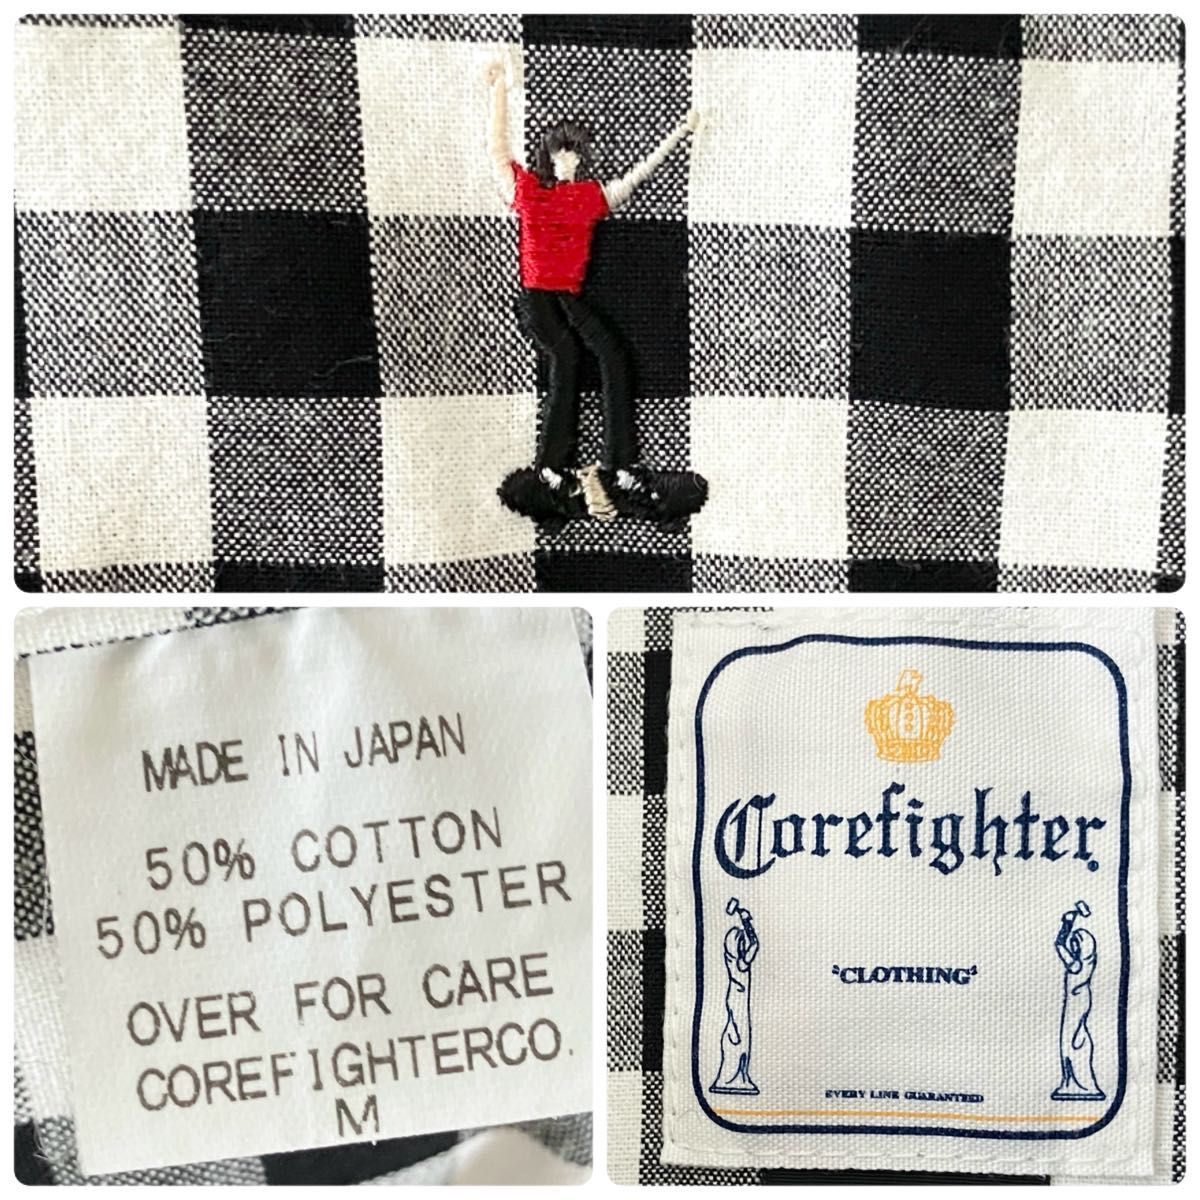 MADE IN JAPAN
50% COTTON
50% POLYESTER
OVER FOR CARE
COREFIGHTERCO.
M
Corefighter.
"CLOTHING"
EVERY LINE GUARANTEED